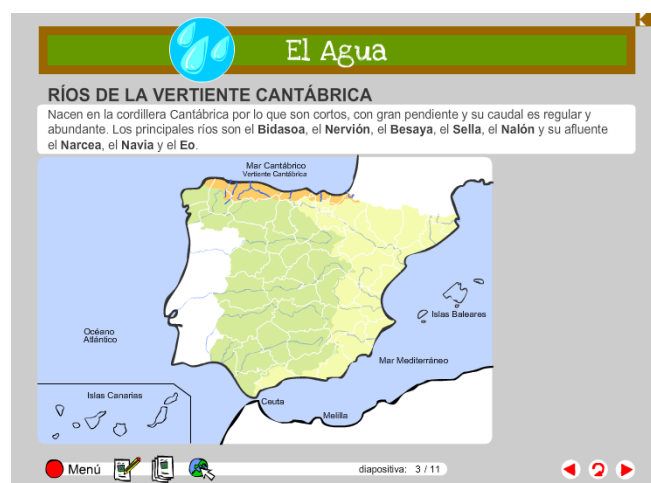 El Agua
RÍOS DE LA VERTIENTE CANTÁBRICA
Nacen en la cordillera Cantábrica por lo que son cortos, con gran pendiente y su caudal es regular y
abundante. Los principales ríos son el Bidasoa, el Nervión, el Besaya, el Sella, el Nalón y su afluente
el Narcea, el Navia y el Eo.
Mar Cantábrico
Vertiente Cantábrica
Islas Baleares
Océano
Atlántico
Mar Mediterráneo
Islas Canarias
Ceuta
Melilla
Menú
diapositiva: 3 / 11